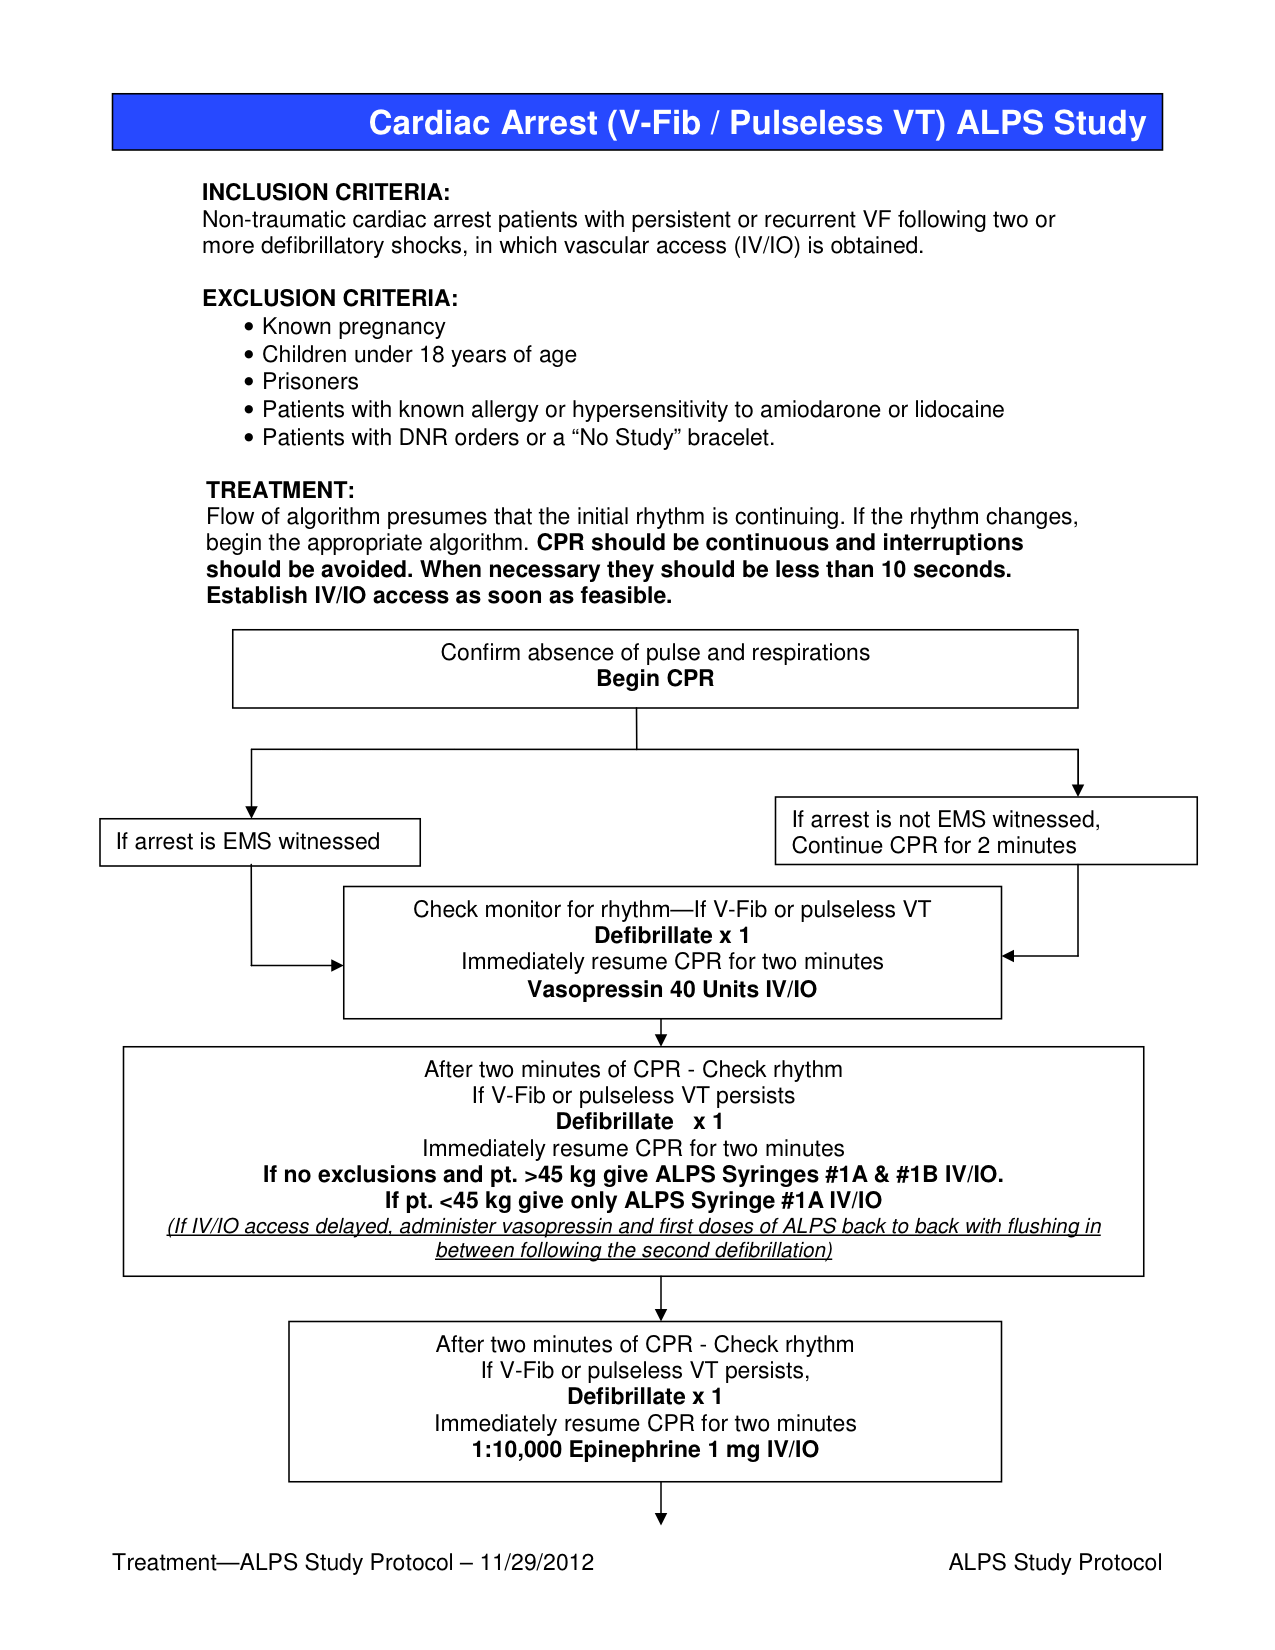 Cardiac Arrest (V-Fib / Pulseless VT) ALPS Study
INCLUSION CRITERIA:
Non-traumatic cardiac arrest patients with persistent or recurrent VF following two or
more defibrillatory shocks, in which vascular access (IV/IO) is obtained.
EXCLUSION CRITERIA:
• Known pregnancy
• Children under 18 years of age
• Prisoners
• Patients with known allergy or hypersensitivity to amiodarone or lidocaine
• Patients with DNR orders or a “No Study” bracelet.
TREATMENT:
Flow of algorithm presumes that the initial rhythm is continuing. If the rhythm changes,
begin the appropriate algorithm. CPR should be continuous and interruptions
should be avoided. When necessary they should be less than 10 seconds.
Establish IV/IO access as soon as feasible.
Confirm absence of pulse and respirations
Begin CPR
If arrest is EMS witnessed
If arrest is not EMS witnessed,
Continue CPR for 2 minutes
Check monitor for rhythm—If V-Fib or pulseless VT
Defibrillate x 1
Immediately resume CPR for two minutes
Vasopressin 40 Units IV/IO
After two minutes of CPR - Check rhythm
If V-Fib or pulseless VT persists
Defibrillate x 1
Immediately resume CPR for two minutes
If no exclusions and pt. >45 kg give ALPS Syringes #1A & #1B IV/IO.
If pt. <45 kg give only ALPS Syringe #1A IV/IO
(If IV/IO access delayed, administer vasopressin and first doses of ALPS back to back with flushing in
between following the second defibrillation)
After two minutes of CPR - Check rhythm
If V-Fib or pulseless VT persists,
Defibrillate x 1
Immediately resume CPR for two minutes
1:10,000 Epinephrine 1 mg IV/IO
Treatment—ALPS Study Protocol – 11/29/2012
ALPS Study Protocol